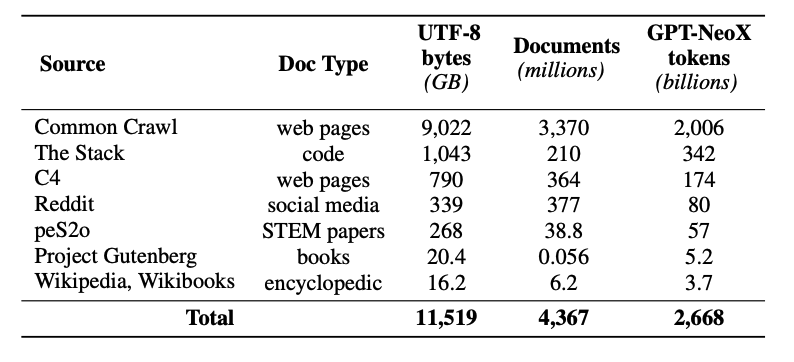 Source Doc Type UTF-8 bytes (GB) Documents (millions) GPT-NeoX tokens (billions)
Common Crawl web pages 9,022 3,370 2,006
The Stack code 1,043 210 342
C4 web pages 790 364 174
Reddit social media 339 377 80
peS2o STEM papers 268 38.8 57
Project Gutenberg books 20.4 0.056 5.2
Wikipedia, Wikibooks encyclopedic 16.2 6.2 3.7
Total 11,519 4,367 2,668